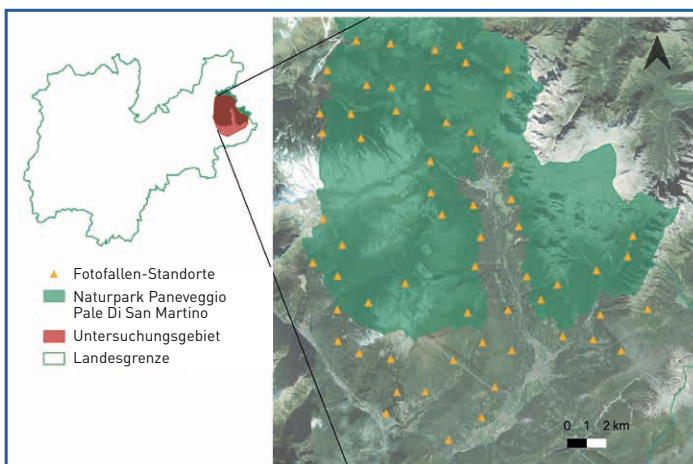 Fotofallen-Standorte
Naturpark Paneveggio
Pale Di San Martino
Untersuchungsgebiet
Landesgrenze
0 1 2 km